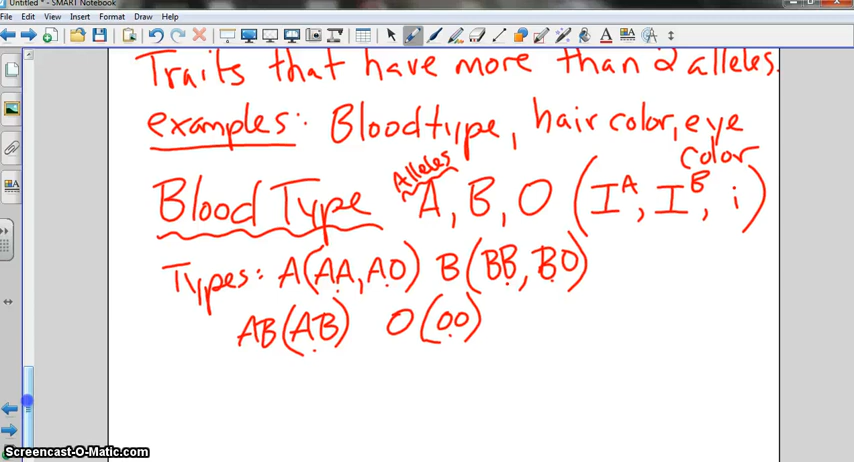 Untitled * - SMART Notebook
File Edit View Insert Format Draw Help
Traits that have more than 2 alleles.
examples: Bloodtype, hair color, eye
color
Alleles
Blood Type A, B, O (I^A, I^B, i)
Types: A(AA, AO) B(BB, BO)
AB(AB) O(OO)
Screencast-O-Matic.com